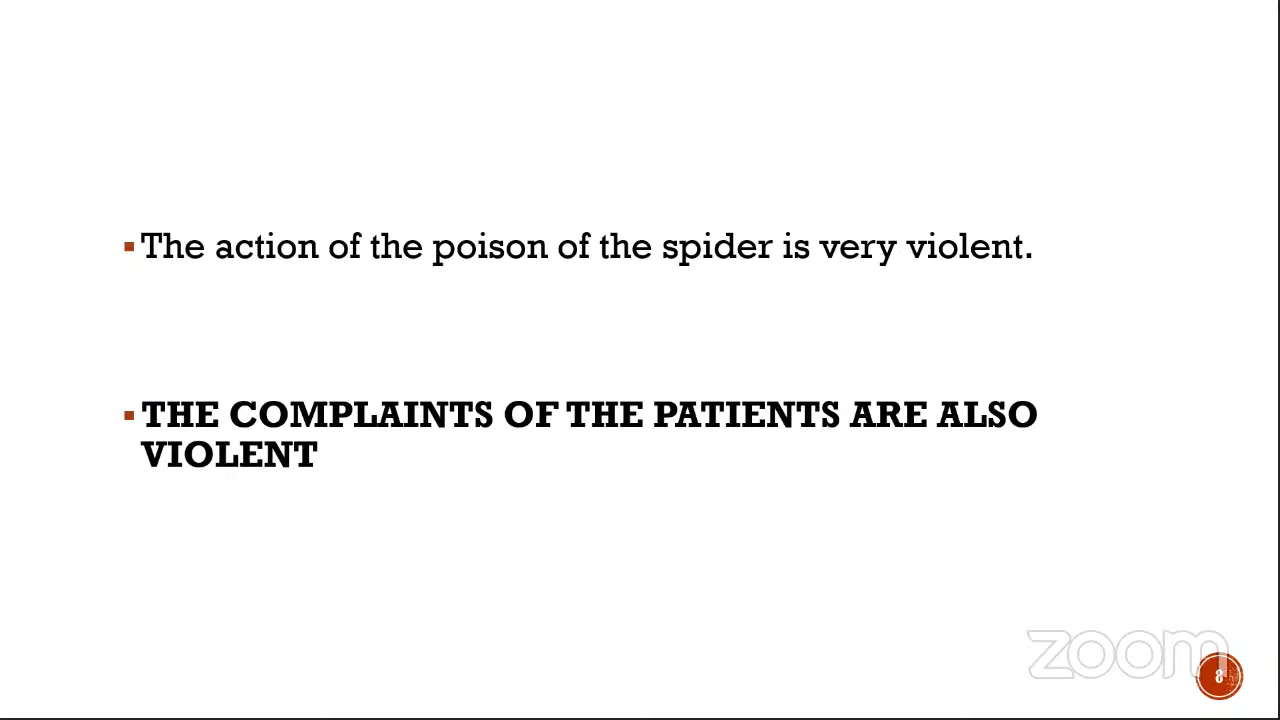 The action of the poison of the spider is very violent.
THE COMPLAINTS OF THE PATIENTS ARE ALSO
VIOLENT
zoom
8